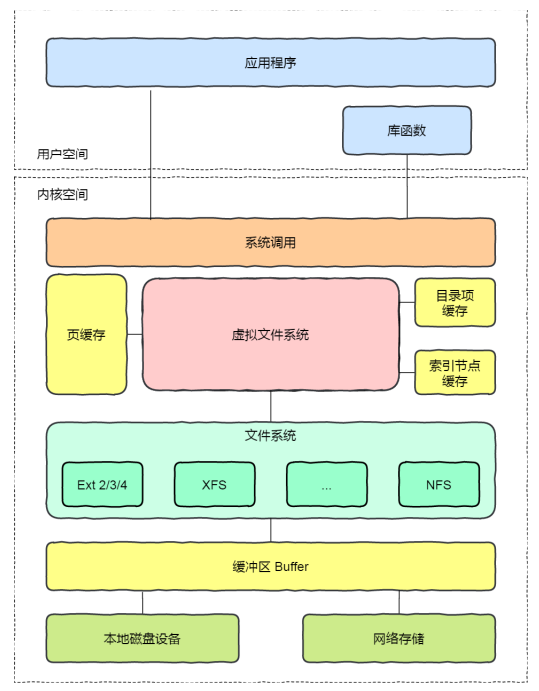 应用程序
库函数
用户空间
内核空间
系统调用
页缓存
虚拟文件系统
目录项
缓存
索引节点
缓存
文件系统
Ext 2/3/4
XFS
...
NFS
缓冲区 Buffer
本地磁盘设备
网络存储